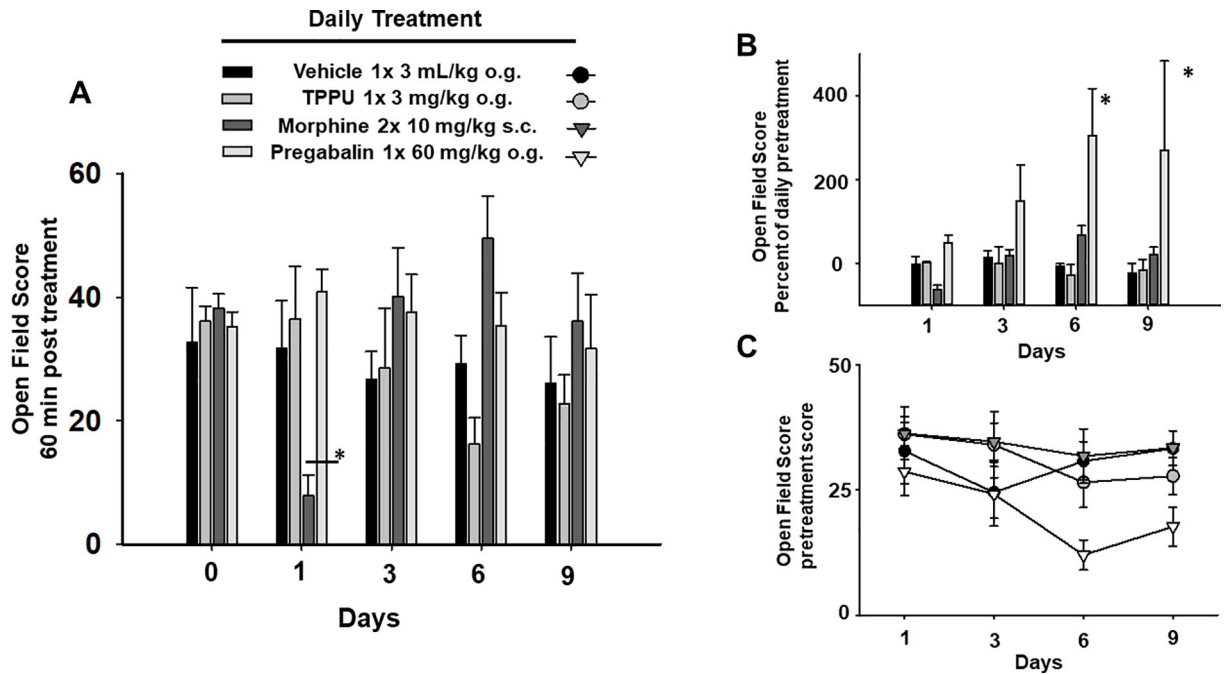 Daily Treatment
Vehicle 1x 3 mL/kg o.g.
TPPU 1x 3 mg/kg o.g.
Morphine 2x 10 mg/kg s.c.
Pregabalin 1x 60 mg/kg o.g.
A
Open Field Score
60 min post treatment
60
40
20
0
*
0 1 3 6 9
Days
B
Open Field Score
Percent of daily pretreatment
400
200
0
*
*
1 3 6 9
Days
C
Open Field Score
pretreatment score
50
25
0
1 3 6 9
Days